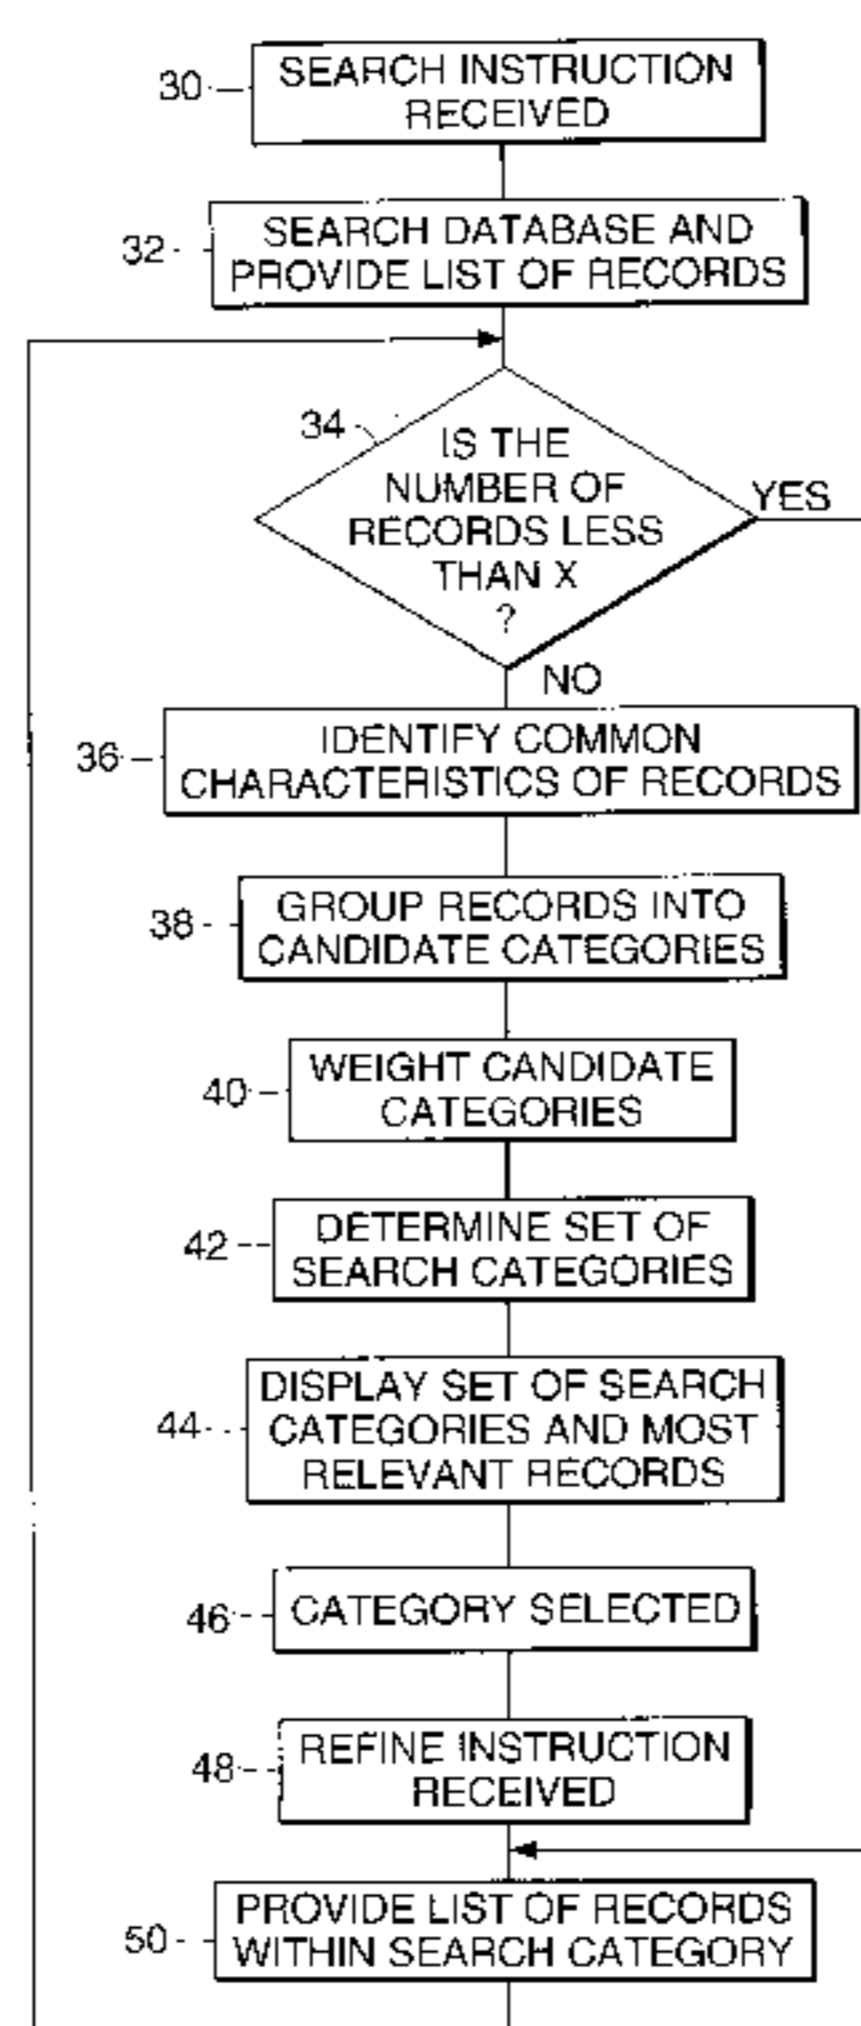 30
SEARCH INSTRUCTION
RECEIVED
32
SEARCH DATABASE AND
PROVIDE LIST OF RECORDS
34
IS THE
NUMBER OF
RECORDS LESS
THAN X
?
YES
NO
36
IDENTIFY COMMON
CHARACTERISTICS OF RECORDS
38
GROUP RECORDS INTO
CANDIDATE CATEGORIES
40
WEIGHT CANDIDATE
CATEGORIES
42
DETERMINE SET OF
SEARCH CATEGORIES
44
DISPLAY SET OF SEARCH
CATEGORIES AND MOST
RELEVANT RECORDS
46
CATEGORY SELECTED
48
REFINE INSTRUCTION
RECEIVED
50
PROVIDE LIST OF RECORDS
WITHIN SEARCH CATEGORY